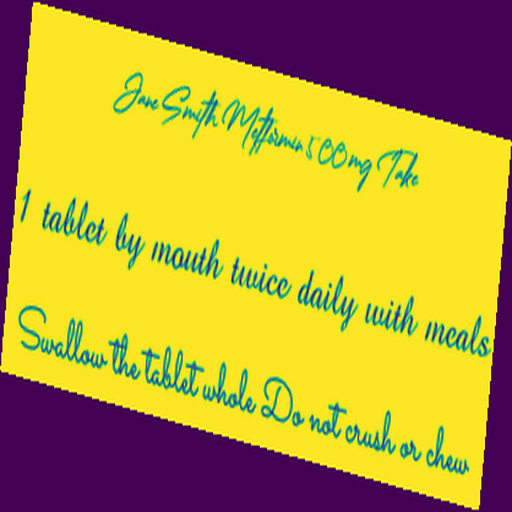 Jane Smith Metformin 500mg Take
1 tablet by mouth twice daily with meals
Swallow the tablet whole Do not crush or chew